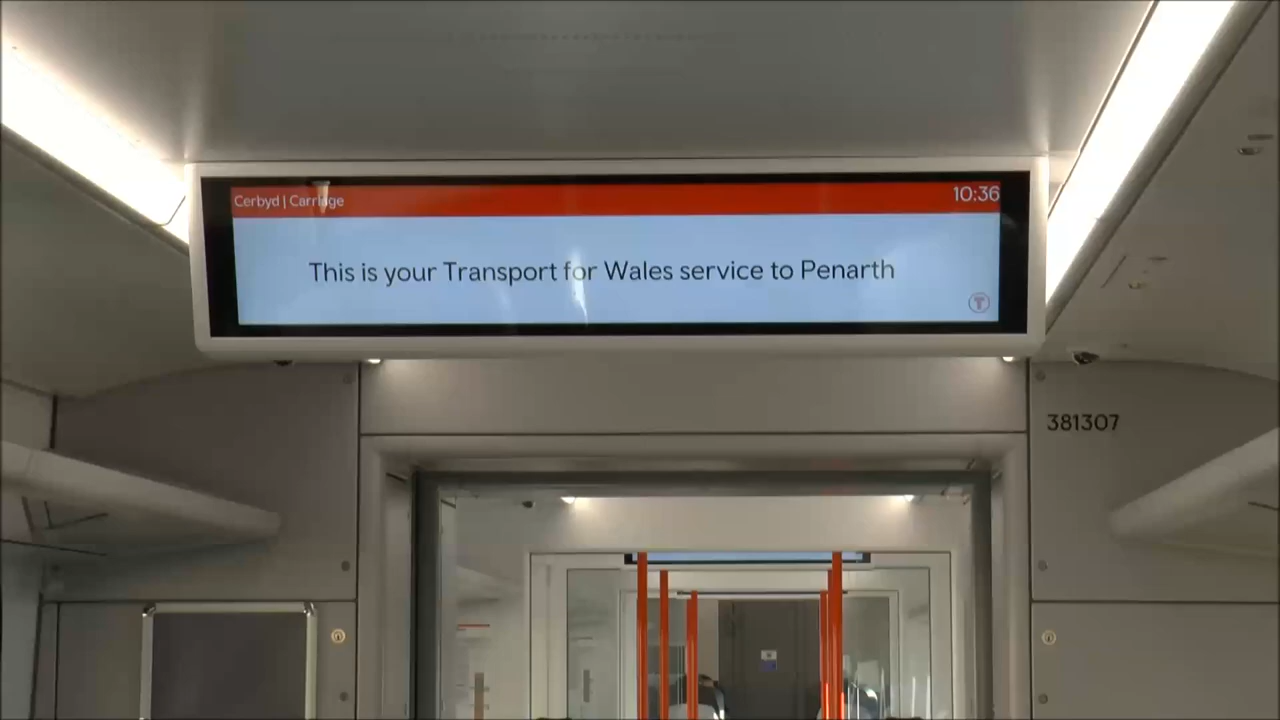 Cerbyd | Carriage
10:36
This is your Transport for Wales service to Penarth
T
381307